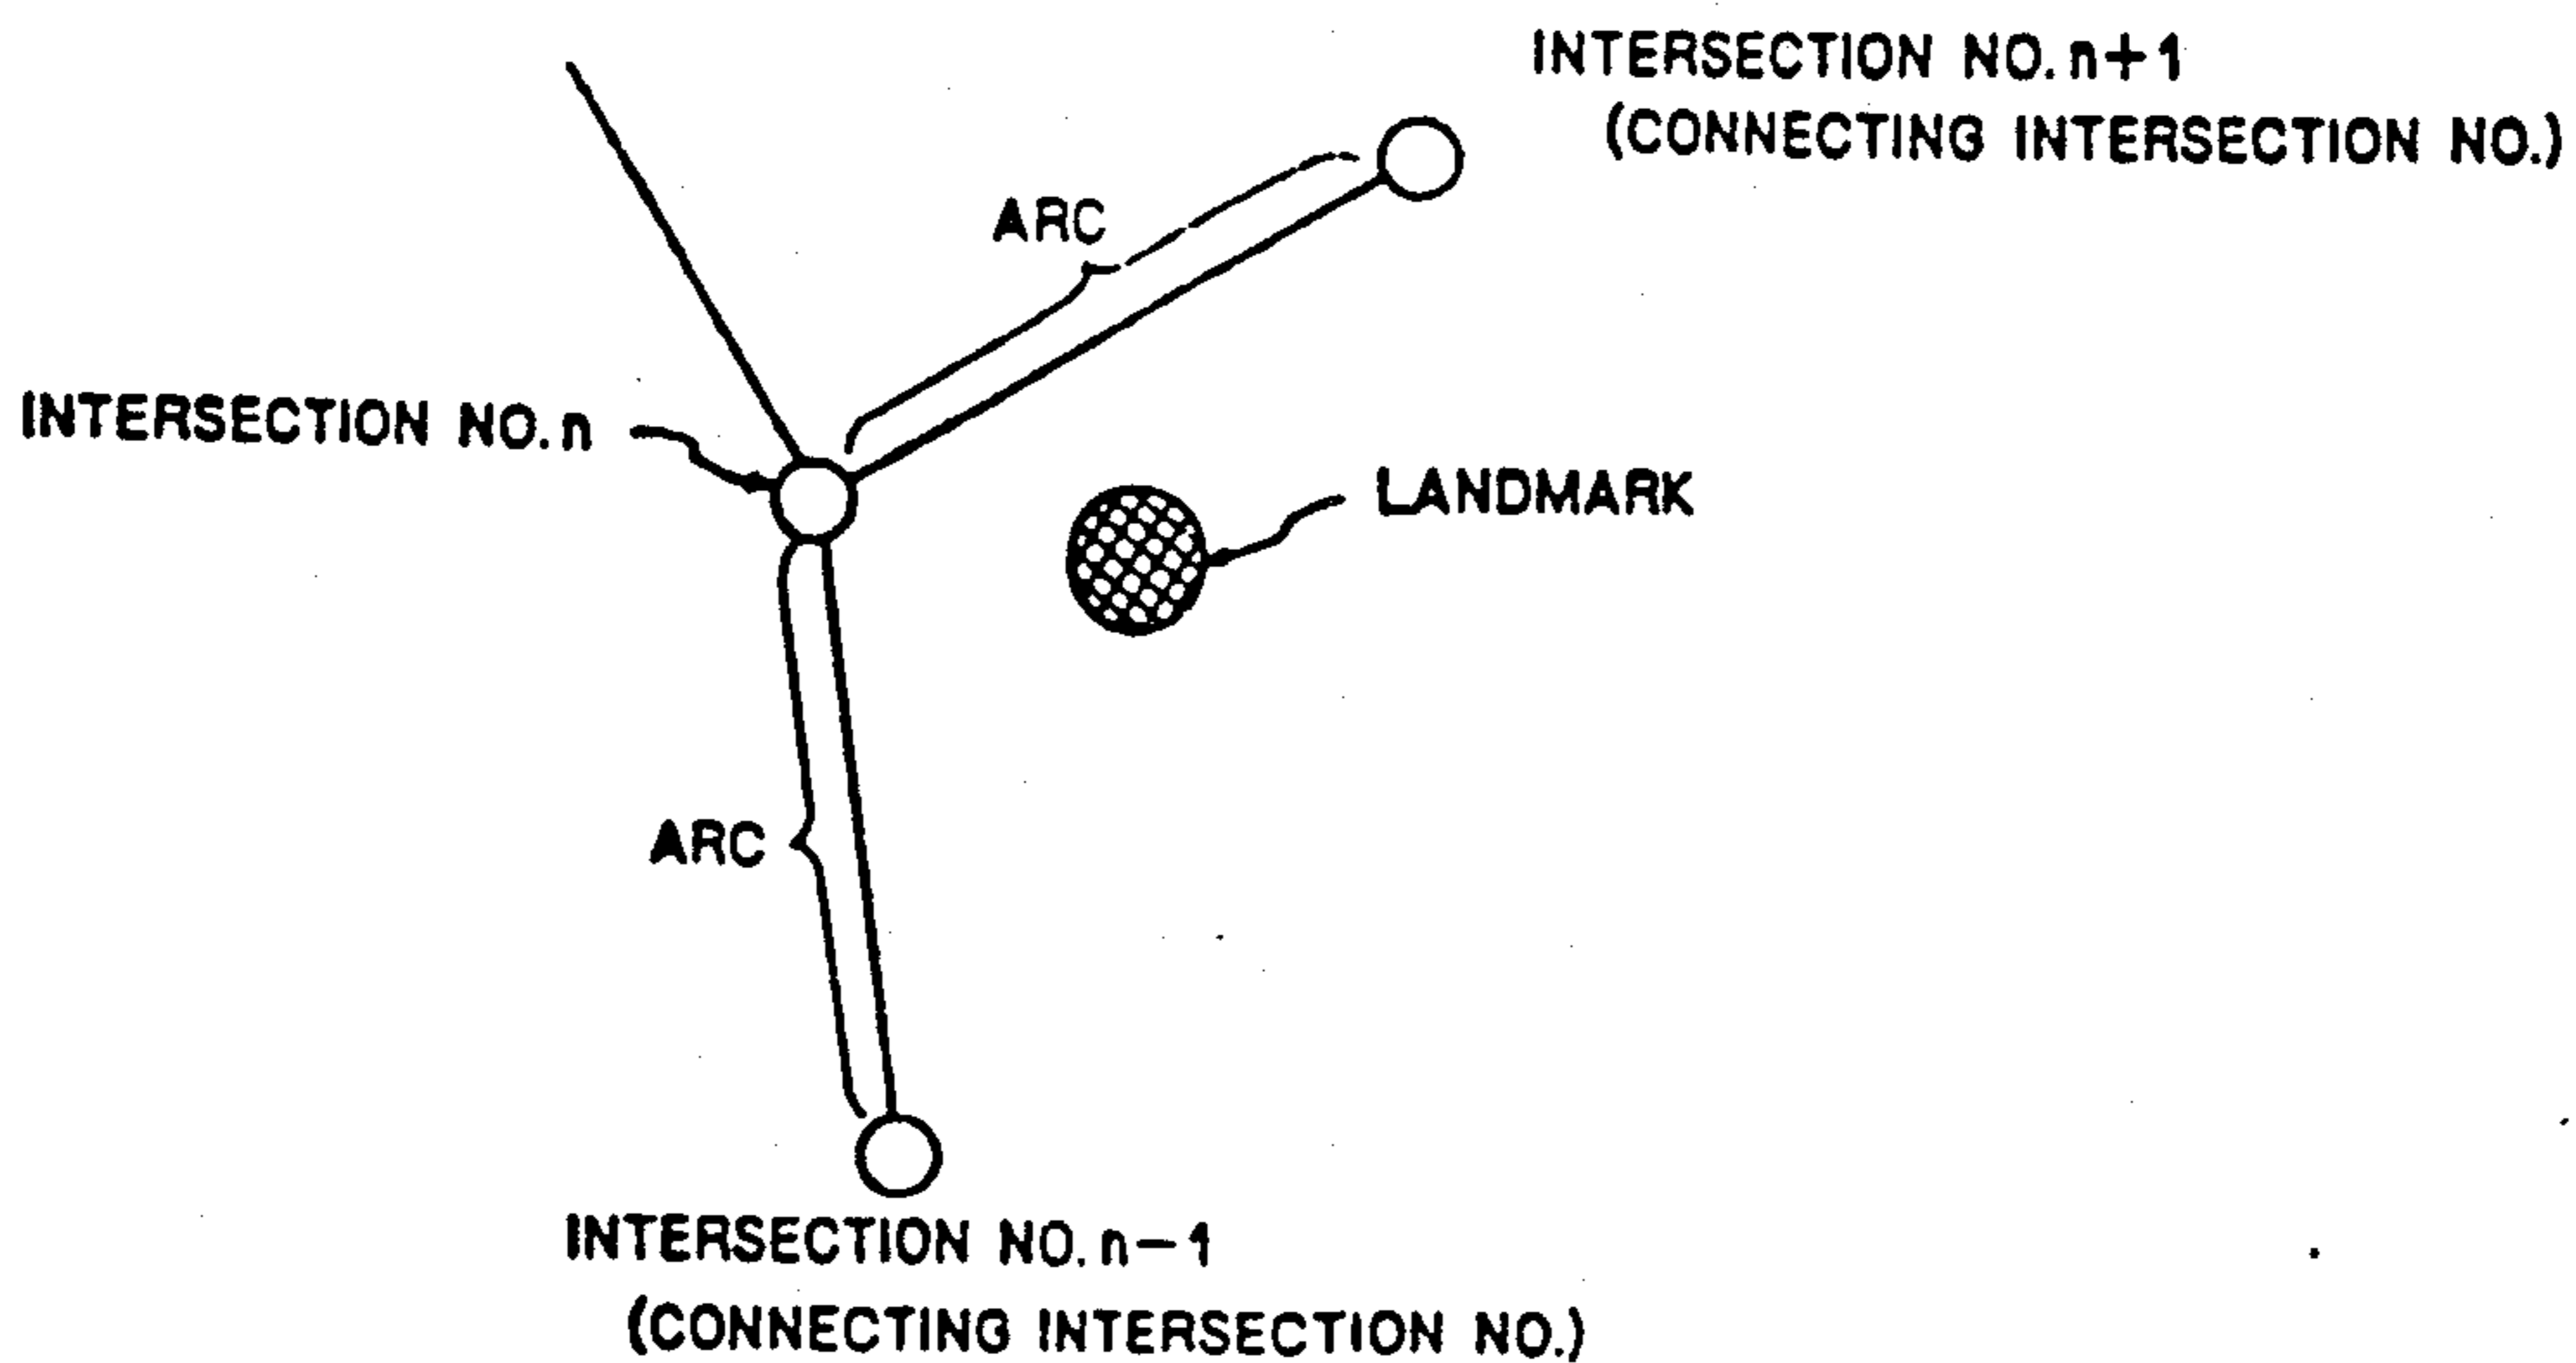 INTERSECTION NO. n+1
(CONNECTING INTERSECTION NO.)
ARC
INTERSECTION NO. n
LANDMARK
ARC
INTERSECTION NO. n-1
(CONNECTING INTERSECTION NO.)